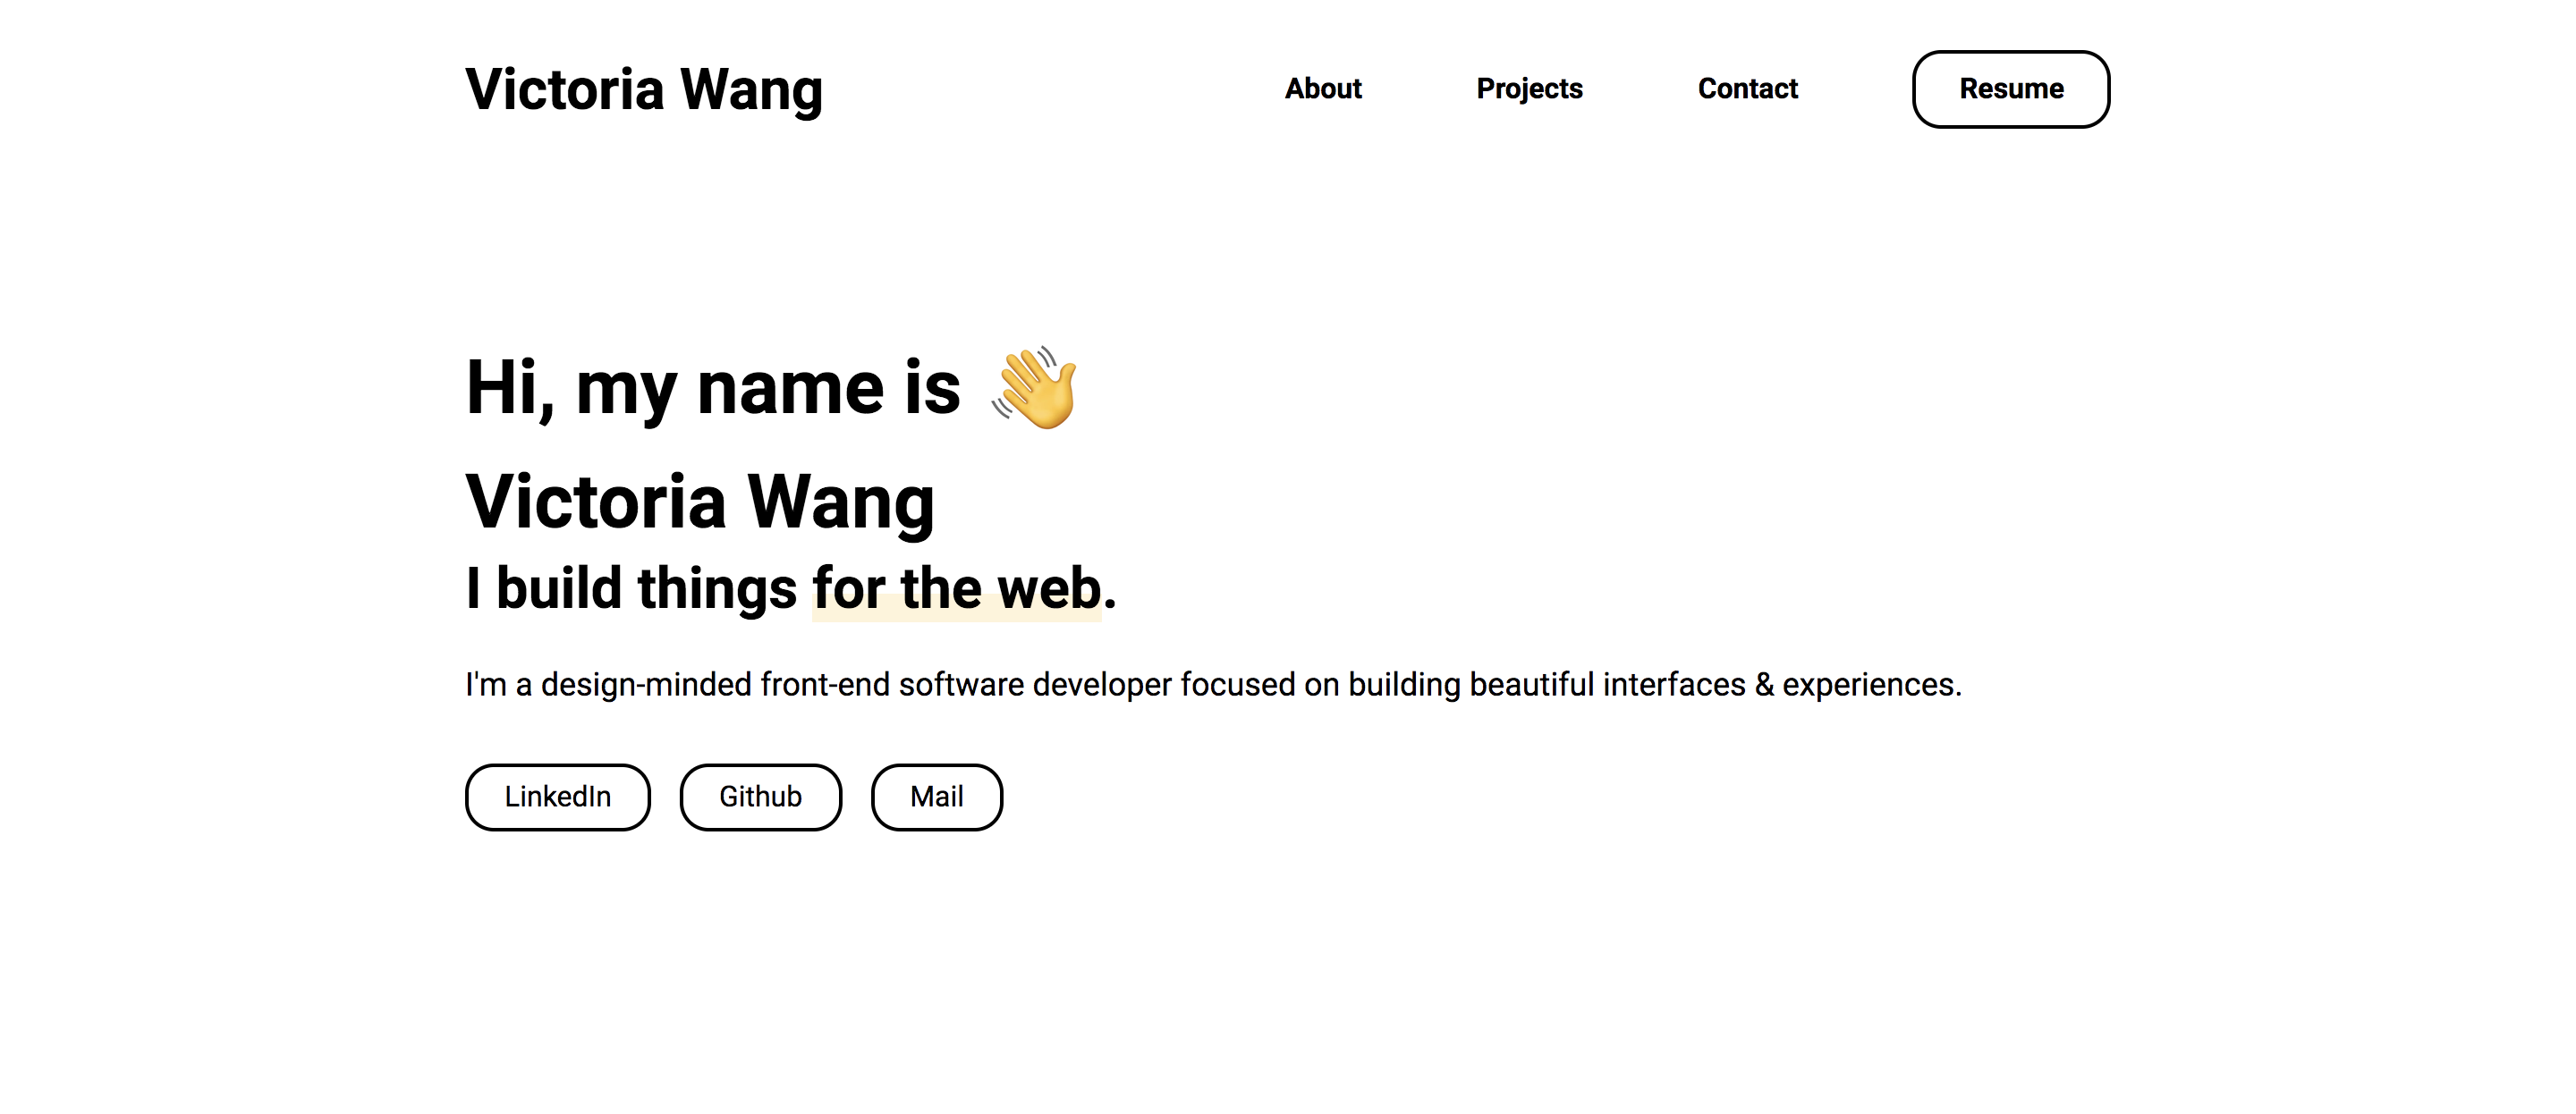 Victoria Wang
About Projects Contact Resume
Hi, my name is 👋
Victoria Wang
I build things for the web.
I'm a design-minded front-end software developer focused on building beautiful interfaces & experiences.
LinkedIn Github Mail